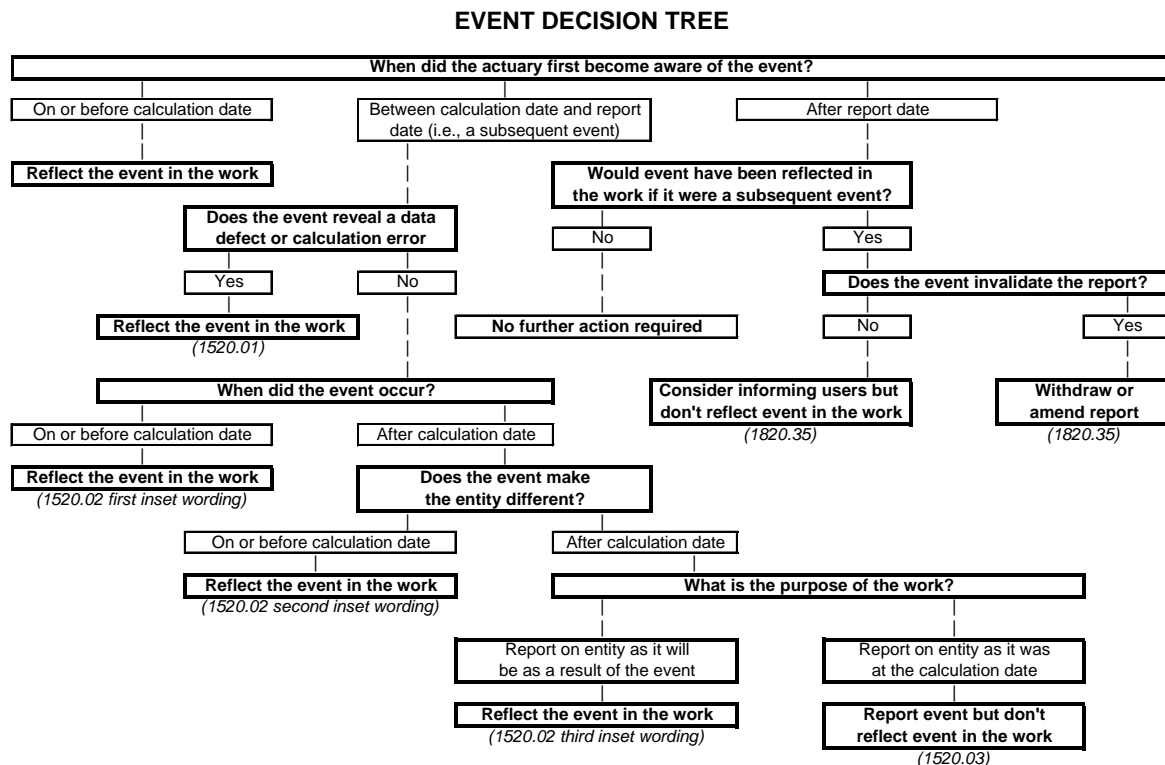 EVENT DECISION TREE
When did the actuary first become aware of the event?
On or before calculation date
Between calculation date and report
date (i.e., a subsequent event)
After report date
Reflect the event in the work
Would event have been reflected in
the work if it were a subsequent event?
Does the event reveal a data
defect or calculation error
No
Yes
Yes
No
Does the event invalidate the report?
Reflect the event in the work
(1520.01)
No further action required
No
Yes
When did the event occur?
Consider informing users but
don't reflect event in the work
(1820.35)
Withdraw or
amend report
(1820.35)
On or before calculation date
After calculation date
Reflect the event in the work
(1520.02 first inset wording)
Does the event make
the entity different?
On or before calculation date
After calculation date
Reflect the event in the work
(1520.02 second inset wording)
What is the purpose of the work?
Report on entity as it will
be as a result of the event
Report on entity as it was
at the calculation date
Reflect the event in the work
(1520.02 third inset wording)
Report event but don't
reflect event in the work
(1520.03)